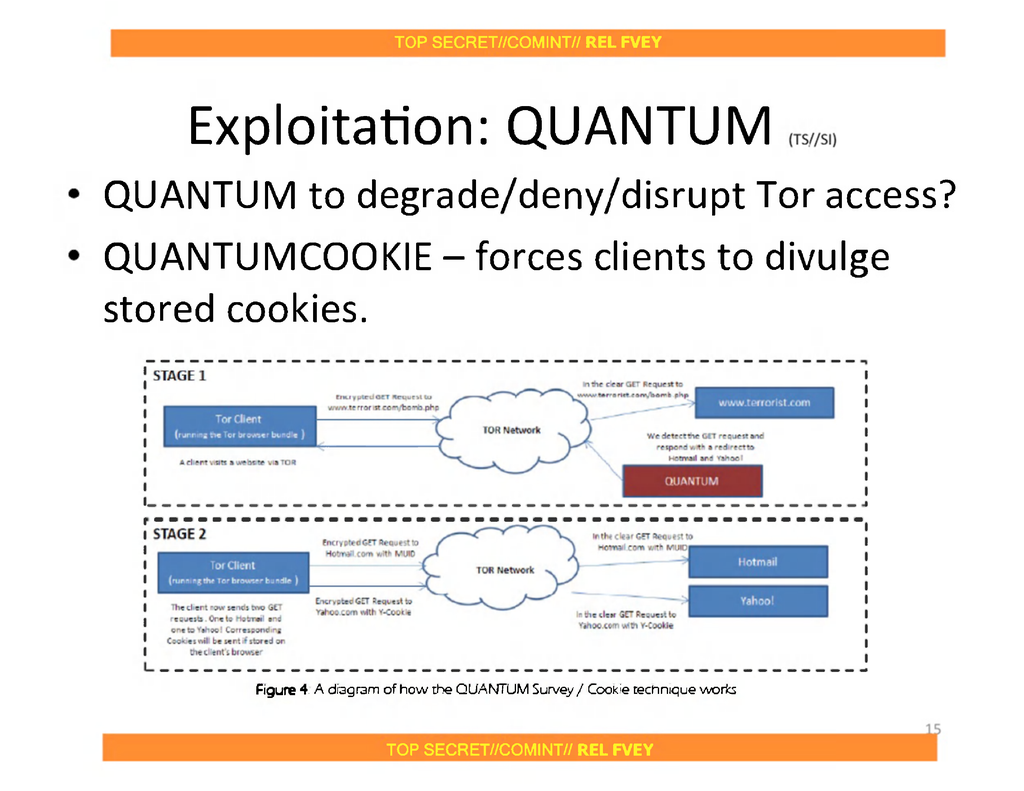 TOP SECRET//COMINT// REL FVEY
Exploitation: QUANTUM (TS//SI)
• QUANTUM to degrade/deny/disrupt Tor access?
• QUANTUMCOOKIE – forces clients to divulge
stored cookies.
STAGE 1
Tor Client
(running the Tor browser bundle )
A client visits a website via TOR
Encrypted GET Request to
www.terrorist.com/bomb.php
TOR Network
In the clear GET Request to
www.terrorist.com/bomb.php
www.terrorist.com
We detect the GET request and
respond with a redirect to
Hotmail and Yahoo!
QUANTUM
STAGE 2
Tor Client
(running the Tor browser bundle )
The client now sends two GET
requests. One to Hotmail and
one to Yahoo! Corresponding
Cookies will be sent if stored on
the client's browser
Encrypted GET Request to
Hotmail.com with MUID
Encrypted GET Request to
Yahoo.com with Y-Cookie
TOR Network
In the clear GET Request to
Hotmail.com with MUID
Hotmail
Yahoo!
In the clear GET Request to
Yahoo.com with Y-Cookie
Figure 4 A diagram of how the QUANTUM Survey / Cookie technique works
15
TOP SECRET//COMINT// REL FVEY